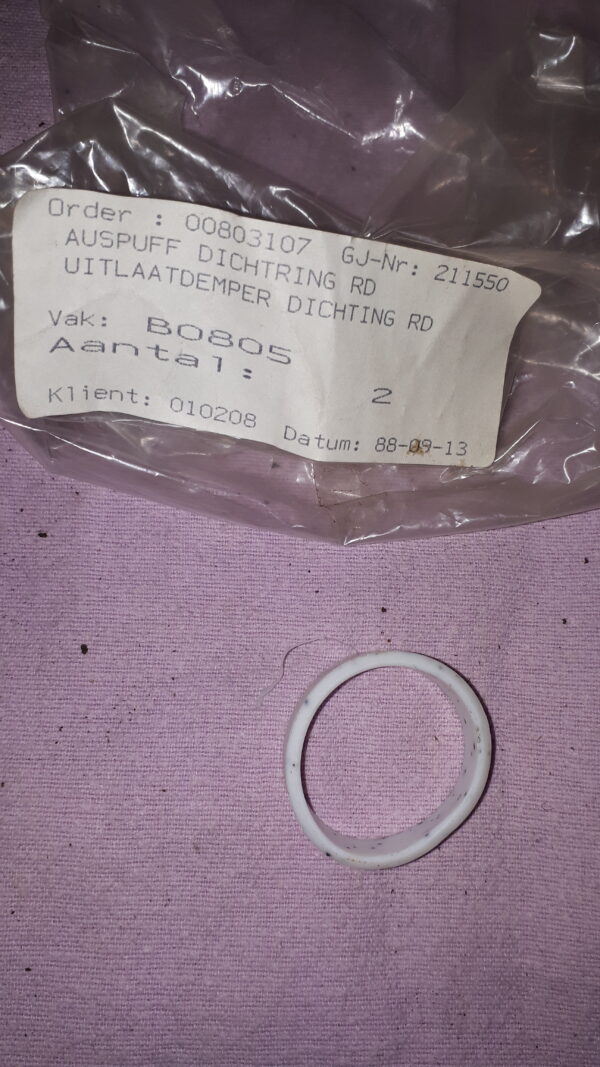 Order : 00803107 GJ-Nr: 211550
AUSPUFF DICHTRING RD
UITLAATDEMPER DICHTING RD
Vak: B0805
Aantal: 2
Klient: 010208 Datum: 88-09-13